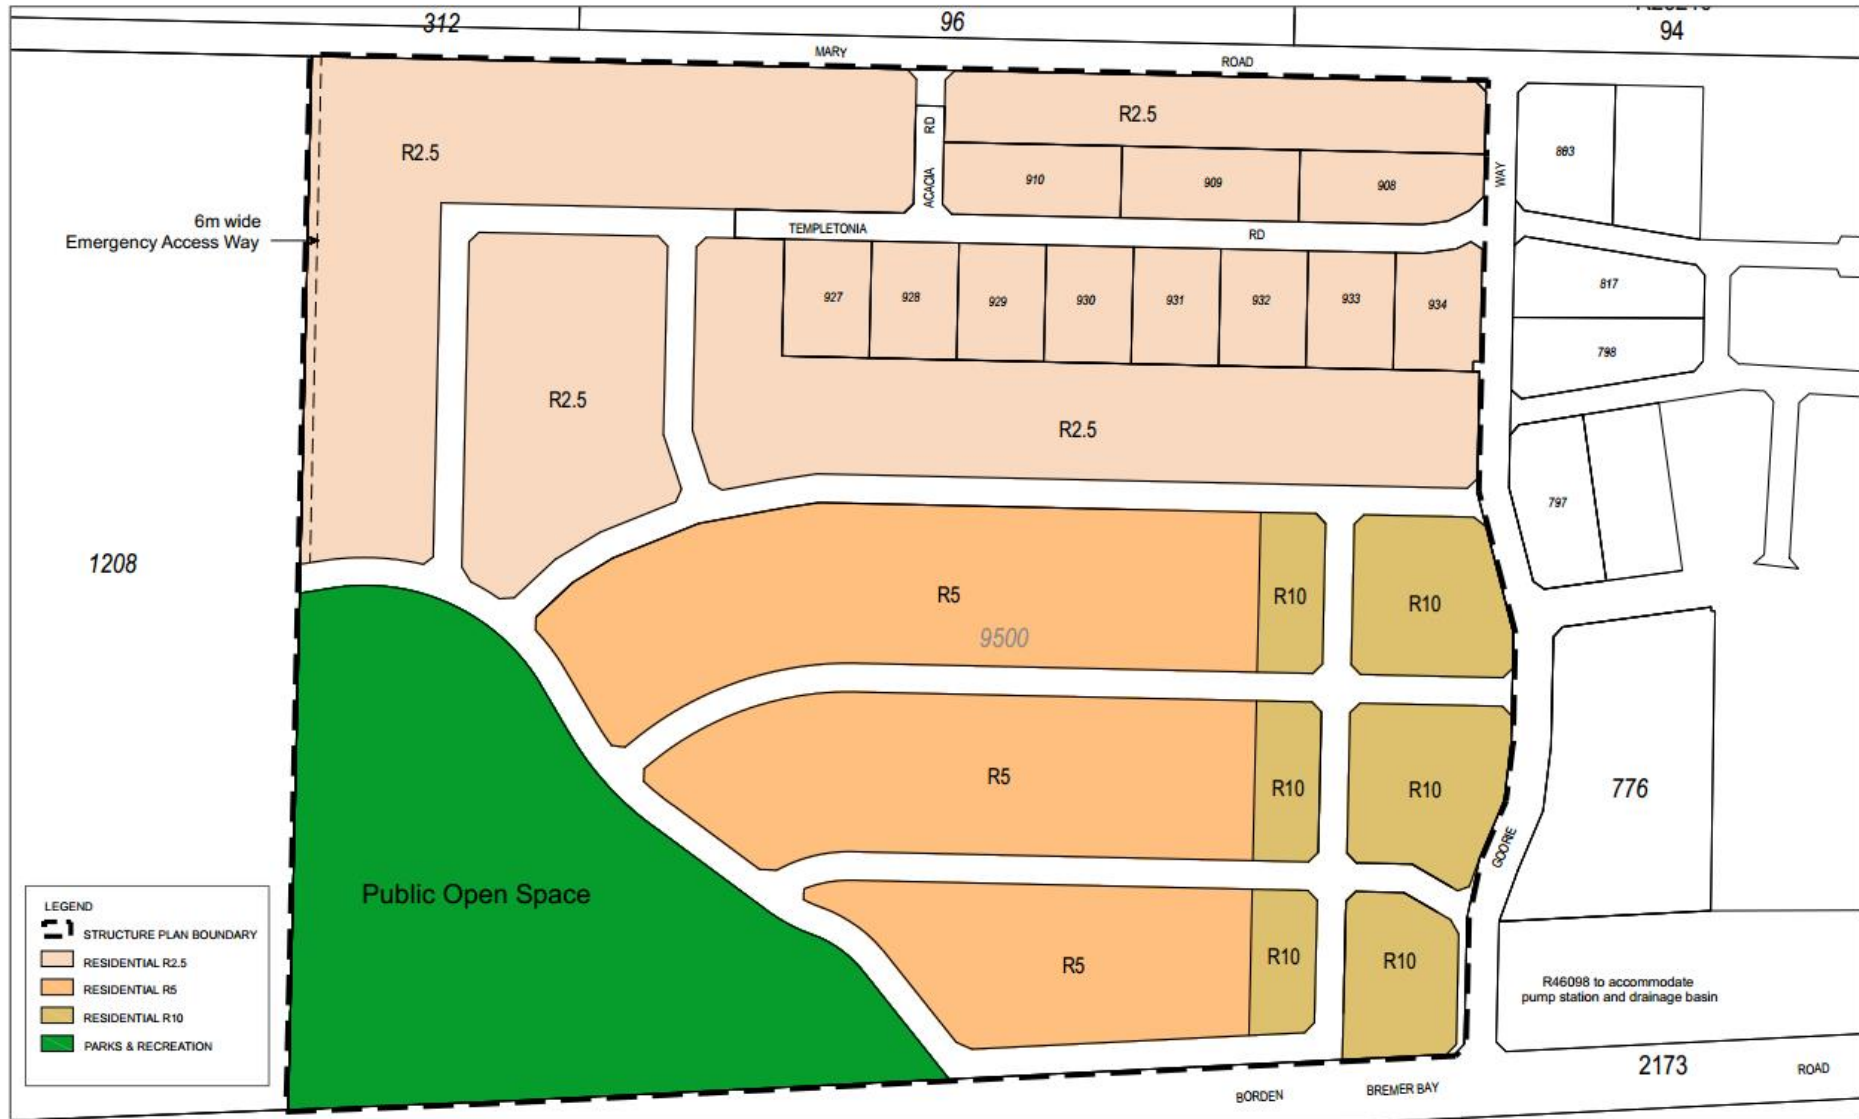 312
96
94
MARY
ROAD
R2.5
R2.5
RD
ACACIA
WAY
883
910
909
908
6m wide
Emergency Access Way
TEMPLETONIA
RD
927
928
929
930
931
932
933
934
817
798
R2.5
R2.5
797
1208
R5
R10
R10
9500
R5
R10
R10
776
GOORIE
Public Open Space
R5
R10
R10
R46098 to accommodate
pump station and drainage basin
LEGEND
STRUCTURE PLAN BOUNDARY
RESIDENTIAL R2.5
RESIDENTIAL R5
RESIDENTIAL R10
PARKS & RECREATION
2173
ROAD
BORDEN
BREMER BAY